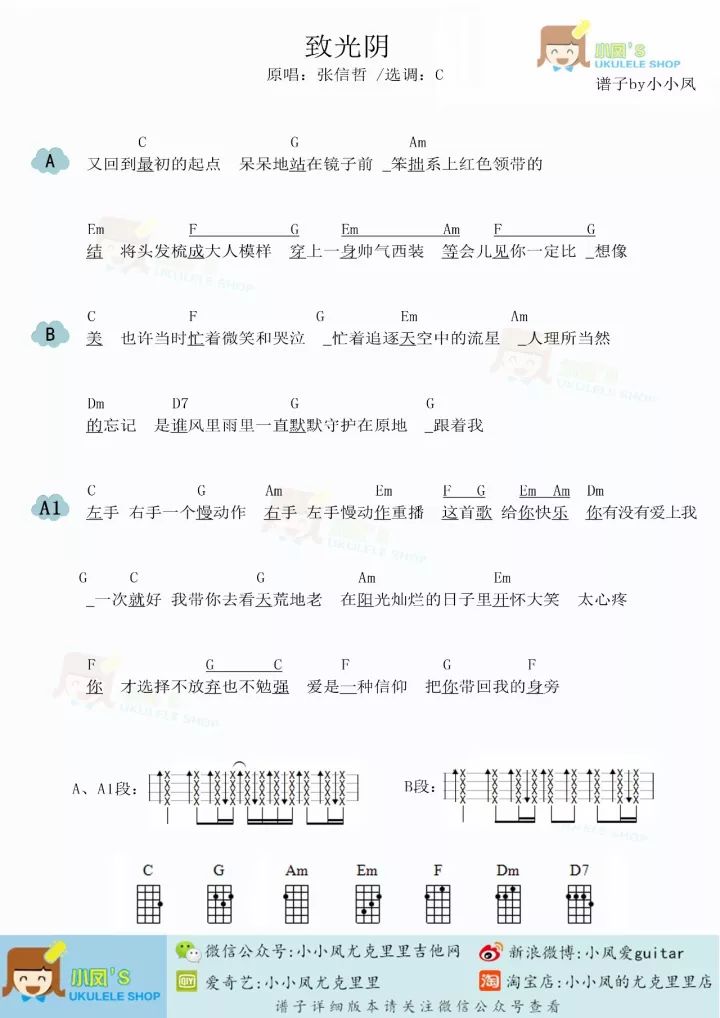 致光阴
原唱：张信哲 /选调：C
小凤'S
UKULELE SHOP
谱子by小小凤
C G Am
A 又回到最初的起点 呆呆地站在镜子前 _笨拙系上红色领带的
Em F G Em Am F G
结 将头发梳成大人模样 穿上一身帅气西装 等会儿见你一定比 _想像
C F G Em Am
B 美 也许当时忙着微笑和哭泣 _忙着追逐天空中的流星 _人理所当然
Dm D7 G G
的忘记 是谁风里雨里一直默默守护在原地 _跟着我
C G Am Em F G Em Am Dm
A1 左手 右手一个慢动作 右手 左手慢动作重播 这首歌 给你快乐 你有没有爱上我
G C G Am Em
_一次就好 我带你去看天荒地老 在阳光灿烂的日子里开怀大笑 太心疼
F G C F G F
你 才选择不放弃也不勉强 爱是一种信仰 把你带回我的身旁
A、A1段： B段：
C G Am Em F Dm D7
小凤'S
UKULELE SHOP
微信公众号:小小凤尤克里里吉他网 新浪微博:小凤爱guitar
爱奇艺:小小凤尤克里里 淘宝店:小小凤的尤克里里店
谱子详细版本请关注微信公众号查看